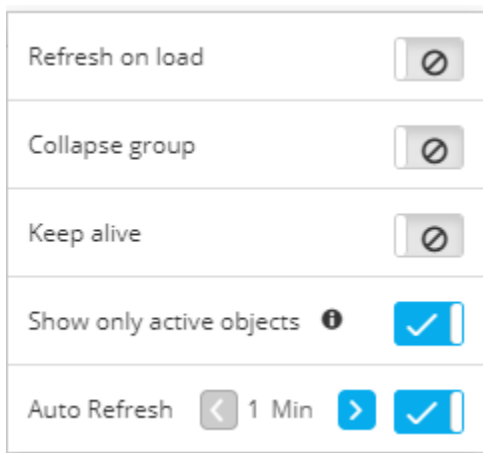 Refresh on load
Collapse group
Keep alive
Show only active objects
Auto Refresh 1 Min